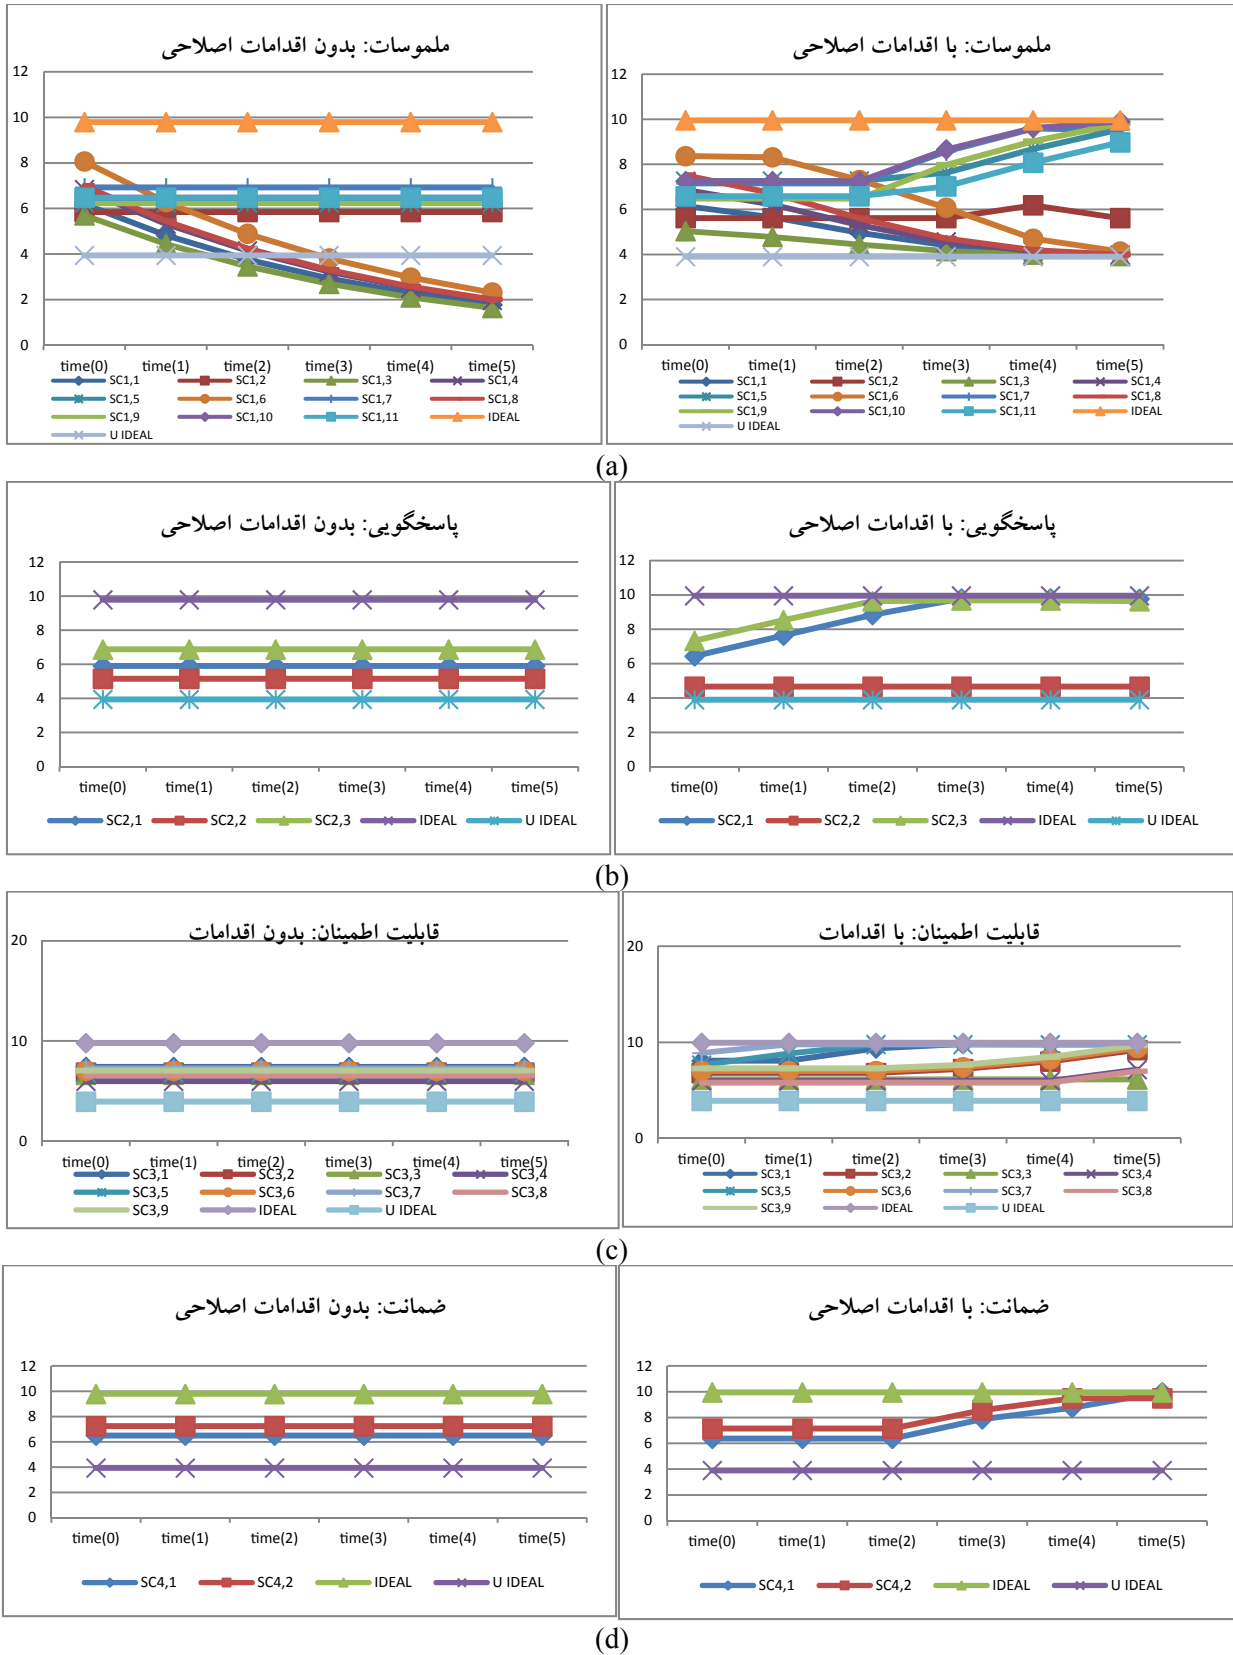 ملموسات: بدون اقدامات اصلاحی
12
10
8
6
4
2
0
time(0) time(1) time(2) time(3) time(4) time(5)
SC1,1 SC1,2 SC1,3 SC1,4
SC1,5 SC1,6 SC1,7 SC1,8
SC1,9 SC1,10 SC1,11 IDEAL
U IDEAL
ملموسات: با اقدامات اصلاحی
12
10
8
6
4
2
0
time(0) time(1) time(2) time(3) time(4) time(5)
SC1,1 SC1,2 SC1,3 SC1,4
SC1,5 SC1,6 SC1,7 SC1,8
SC1,9 SC1,10 SC1,11 IDEAL
U IDEAL
(a)
پاسخگویی: بدون اقدامات اصلاحی
12
10
8
6
4
2
0
time(0) time(1) time(2) time(3) time(4) time(5)
SC2,1 SC2,2 SC2,3 IDEAL U IDEAL
پاسخگویی: با اقدامات اصلاحی
12
10
8
6
4
2
0
time(0) time(1) time(2) time(3) time(4) time(5)
SC2,1 SC2,2 SC2,3 IDEAL U IDEAL
(b)
قابلیت اطمینان: بدون اقدامات
20
10
0
time(0) time(1) time(2) time(3) time(4) time(5)
SC3,1 SC3,2 SC3,3 SC3,4
SC3,5 SC3,6 SC3,7 SC3,8
SC3,9 IDEAL U IDEAL
قابلیت اطمینان: با اقدامات
20
10
0
time(0) time(1) time(2) time(3) time(4) time(5)
SC3,1 SC3,2 SC3,3 SC3,4
SC3,5 SC3,6 SC3,7 SC3,8
SC3,9 IDEAL U IDEAL
(c)
ضمانت: بدون اقدامات اصلاحی
12
10
8
6
4
2
0
time(0) time(1) time(2) time(3) time(4) time(5)
SC4,1 SC4,2 IDEAL U IDEAL
ضمانت: با اقدامات اصلاحی
12
10
8
6
4
2
0
time(0) time(1) time(2) time(3) time(4) time(5)
SC4,1 SC4,2 IDEAL U IDEAL
(d)